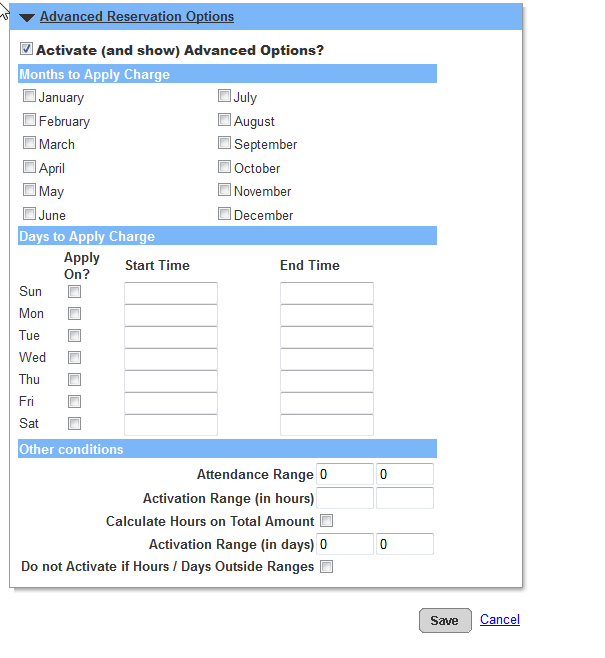 Advanced Reservation Options
Activate (and show) Advanced Options?
Months to Apply Charge
January July
February August
March September
April October
May November
June December
Days to Apply Charge
Apply On? Start Time End Time
Sun
Mon
Tue
Wed
Thu
Fri
Sat
Other conditions
Attendance Range 0 0
Activation Range (in hours)
Calculate Hours on Total Amount
Activation Range (in days) 0 0
Do not Activate if Hours / Days Outside Ranges
Save Cancel